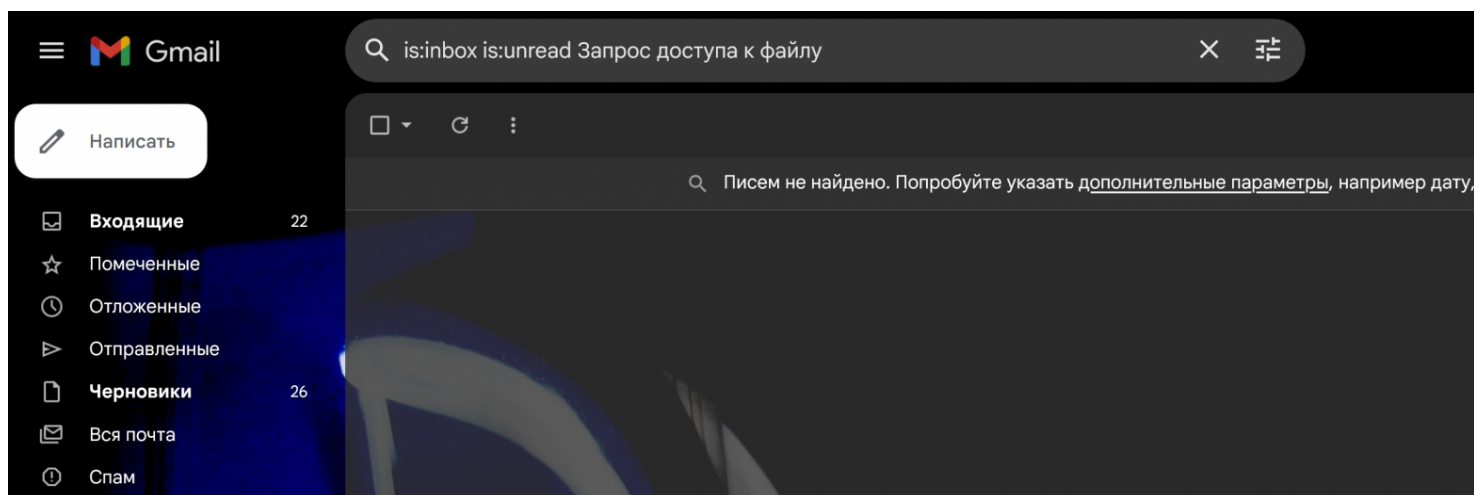 Gmail
is:inbox is:unread Запрос доступа к файлу
Написать
Писем не найдено. Попробуйте указать дополнительные параметры, например дату,
Входящие 22
Помеченные
Отложенные
Отправленные
Черновики 26
Вся почта
Спам